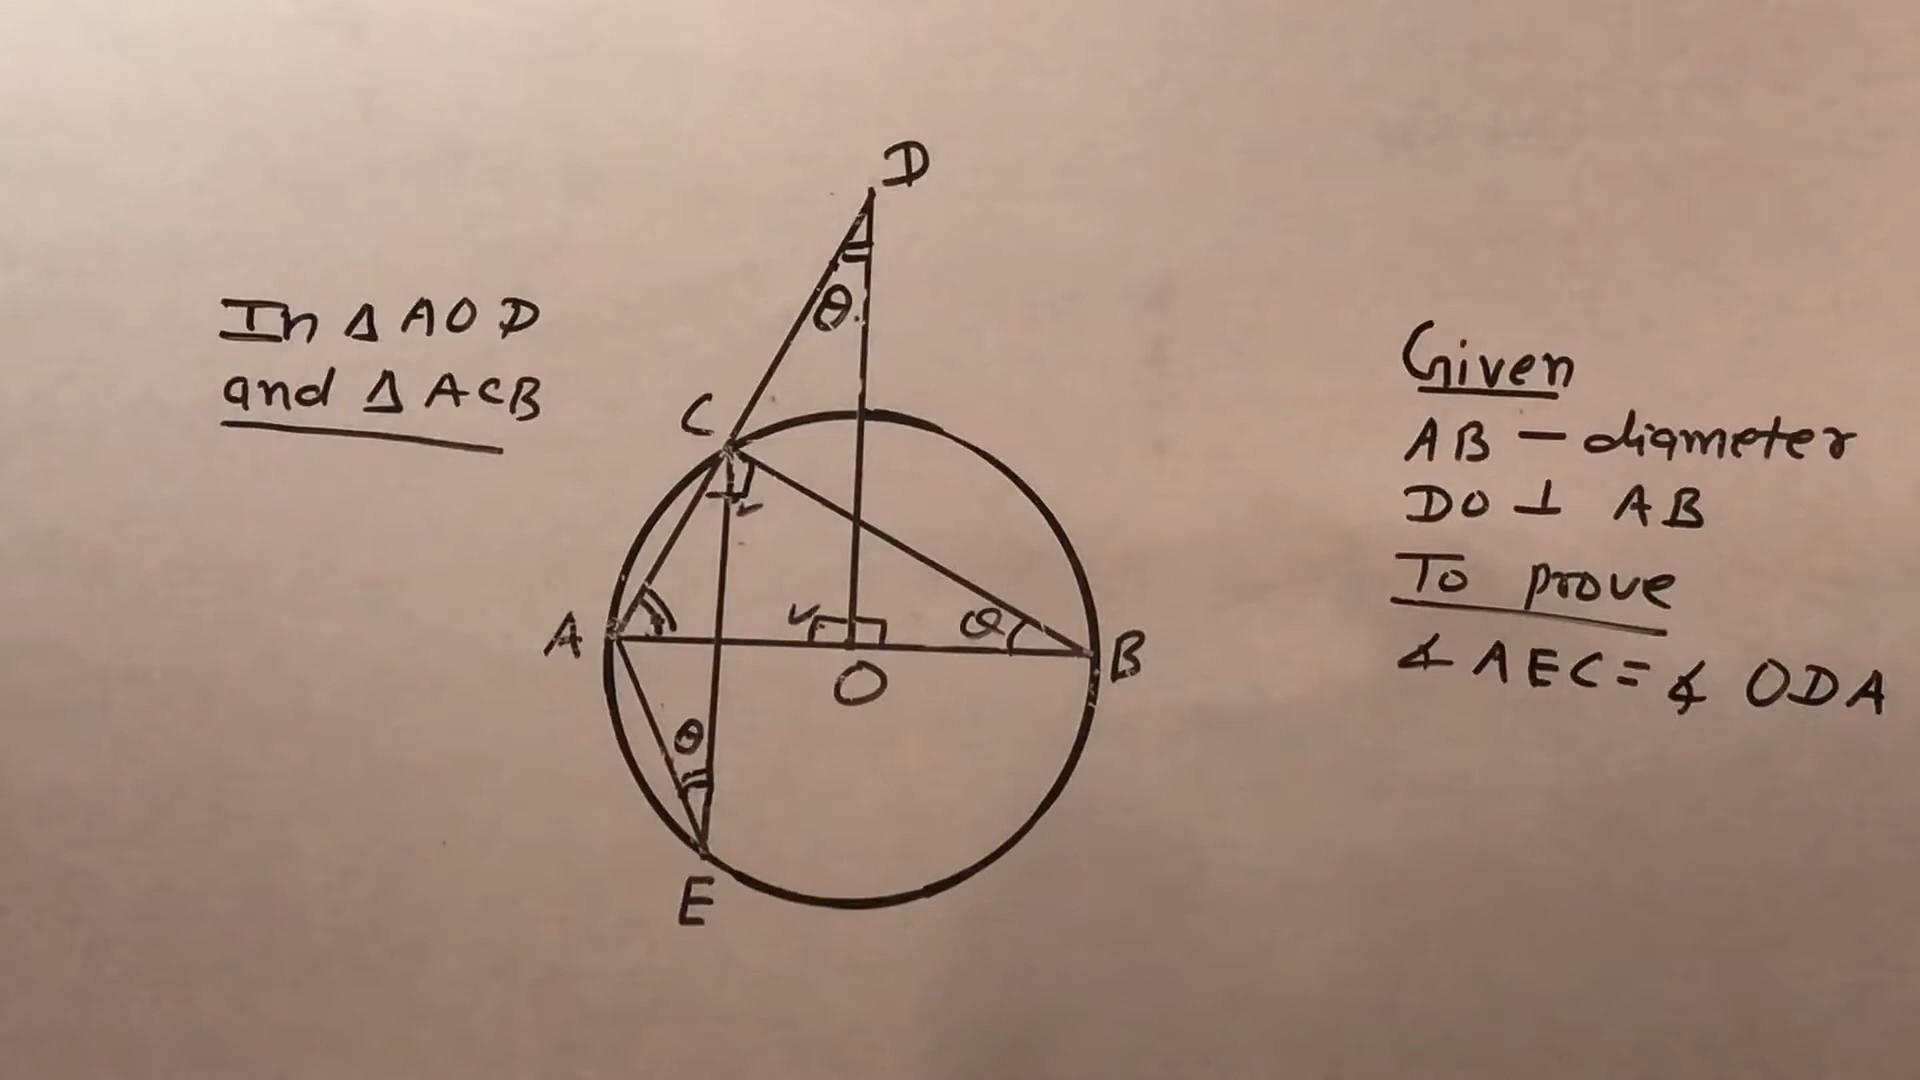 D
θ
In Δ AOD
and Δ ACB
C
Given
AB — diameter
DO ⊥ AB
To prove
∡ AEC = ∡ ODA
A
θ
B
O
θ
E